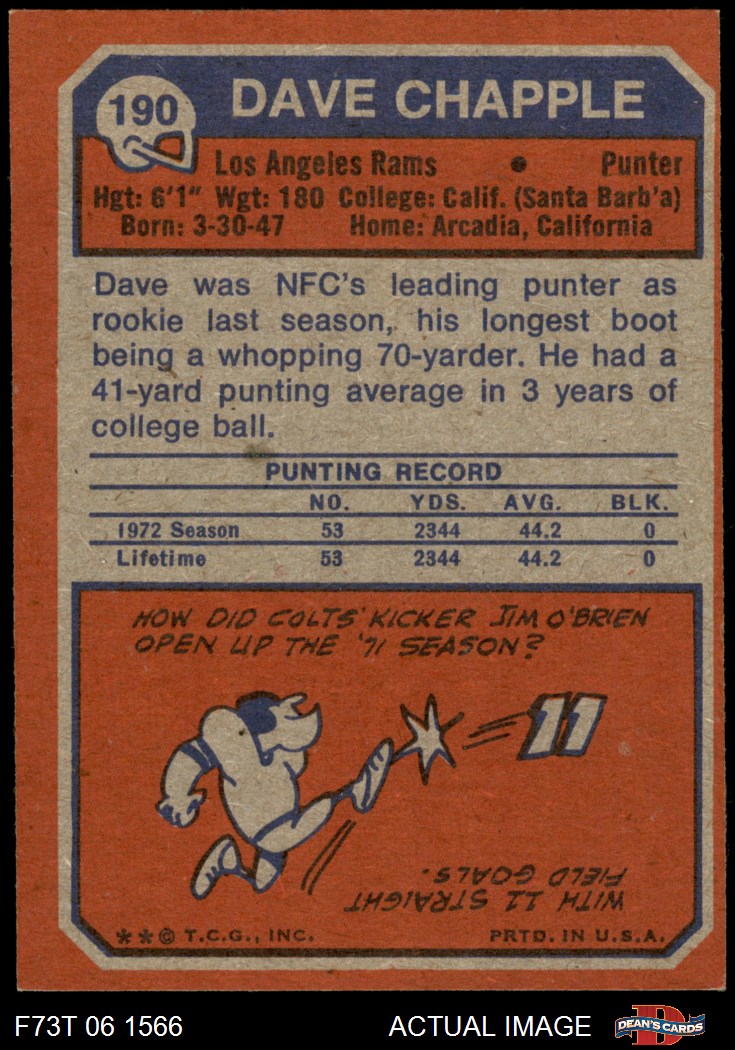 190
DAVE CHAPPLE
Los Angeles Rams • Punter
Hgt: 6'1" Wgt: 180 College: Calif. (Santa Barb'a)
Born: 3-30-47 Home: Arcadia, California
Dave was NFC's leading punter as
rookie last season, his longest boot
being a whopping 70-yarder. He had a
41-yard punting average in 3 years of
college ball.
PUNTING RECORD
NO. YDS. AVG. BLK.
1972 Season 53 2344 44.2 0
Lifetime 53 2344 44.2 0
HOW DID COLTS' KICKER JIM O'BRIEN
OPEN UP THE '71 SEASON?
11
WITH 11 STRAIGHT
FIELD GOALS.
**© T.C.G., INC. PRTD. IN U.S.A.
F73T 06 1566 ACTUAL IMAGE
D
DEAN'S CARDS